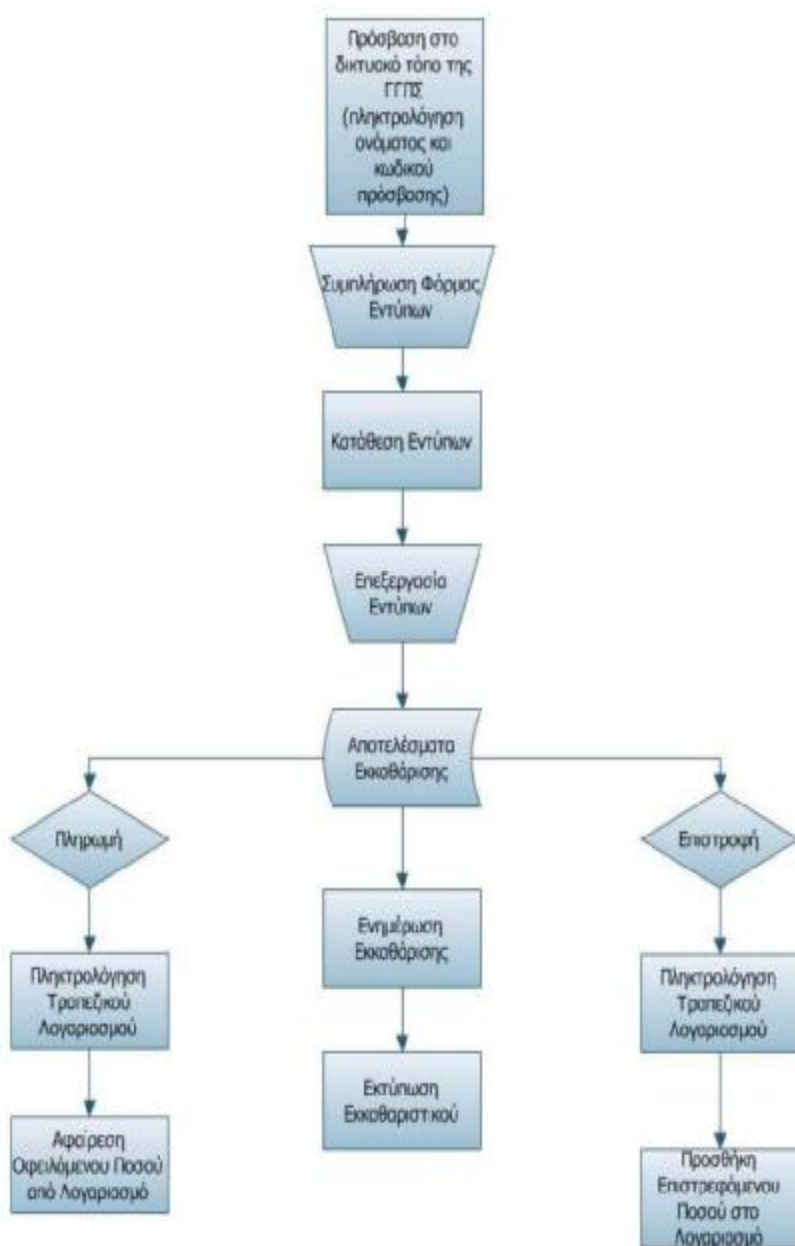 Πρόσβαση στο
δικτυακό τόπο της
ΓΓΠΣ
(πληκτρολόγηση
ονόματος και
κωδικού
πρόσβασης)
Συμπλήρωση Φόρμας
Εντύπων
Κατάθεση Εντύπων
Επεξεργασία
Εντύπων
Αποτελέσματα
Εκκαθάρισης
Πληρωμή
Επιστροφή
Ενημέρωση
Εκκαθάρισης
Πληκτρολόγηση
Τραπεζικού
Λογαριασμού
Πληκτρολόγηση
Τραπεζικού
Λογαριασμού
Εκτύπωση
Εκκαθαριστικού
Αφαίρεση
Οφειλόμενου Ποσού
από Λογαριασμό
Προσθήκη
Επιστρεφόμενου
Ποσού στο
Λογαριασμό